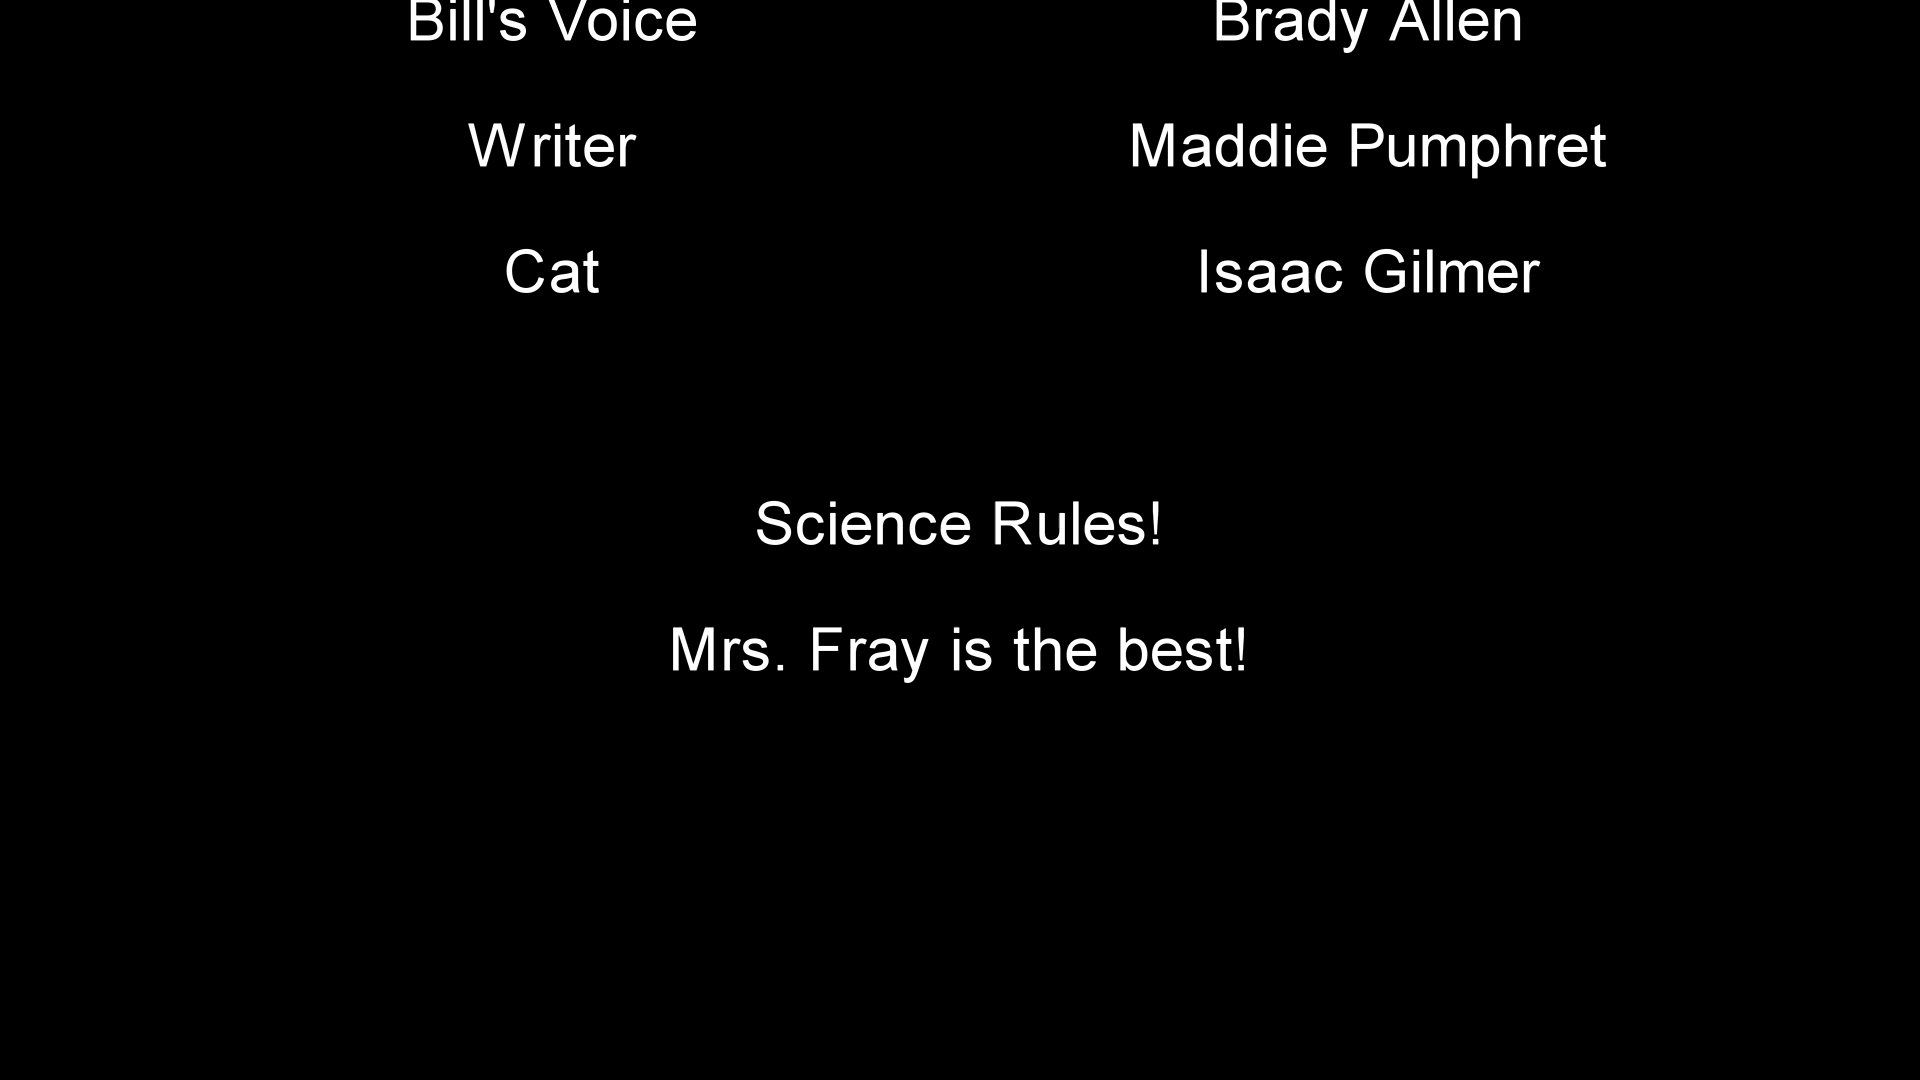 Bill's Voice Brady Allen
Writer Maddie Pumphret
Cat Isaac Gilmer
Science Rules!
Mrs. Fray is the best!